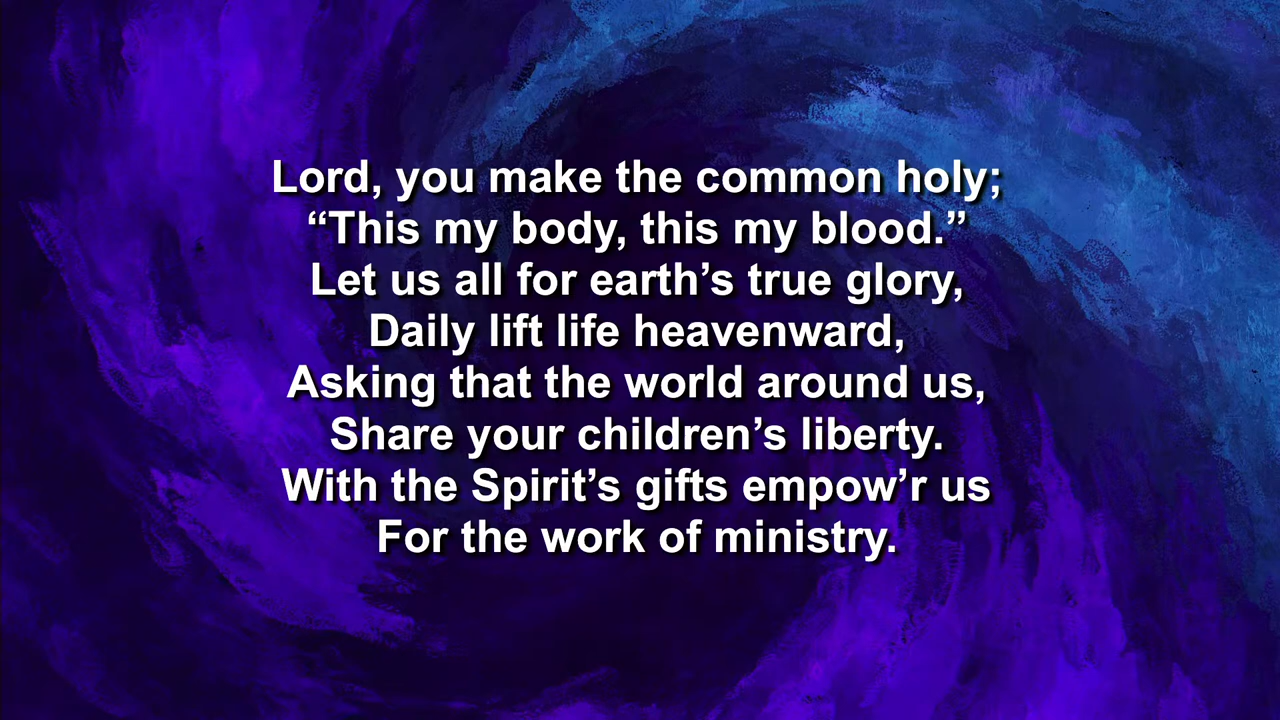 Lord, you make the common holy;
“This my body, this my blood.”
Let us all for earth’s true glory,
Daily lift life heavenward,
Asking that the world around us,
Share your children’s liberty.
With the Spirit’s gifts empow’r us
For the work of ministry.